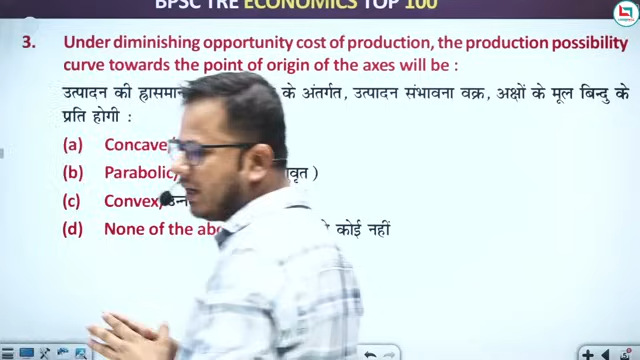 BPSC TRE ECONOMICS TOP 100
3. Under diminishing opportunity cost of production, the production possibility
curve towards the point of origin of the axes will be :
उत्पादन की ह्रासमान के अंतर्गत, उत्पादन संभावना वक्र, अक्षों के मूल बिन्दु के
प्रति होगी :
(a) Concave/
(b) Parabolic/
(c) Convex/
(d) None of the कोई नहीं